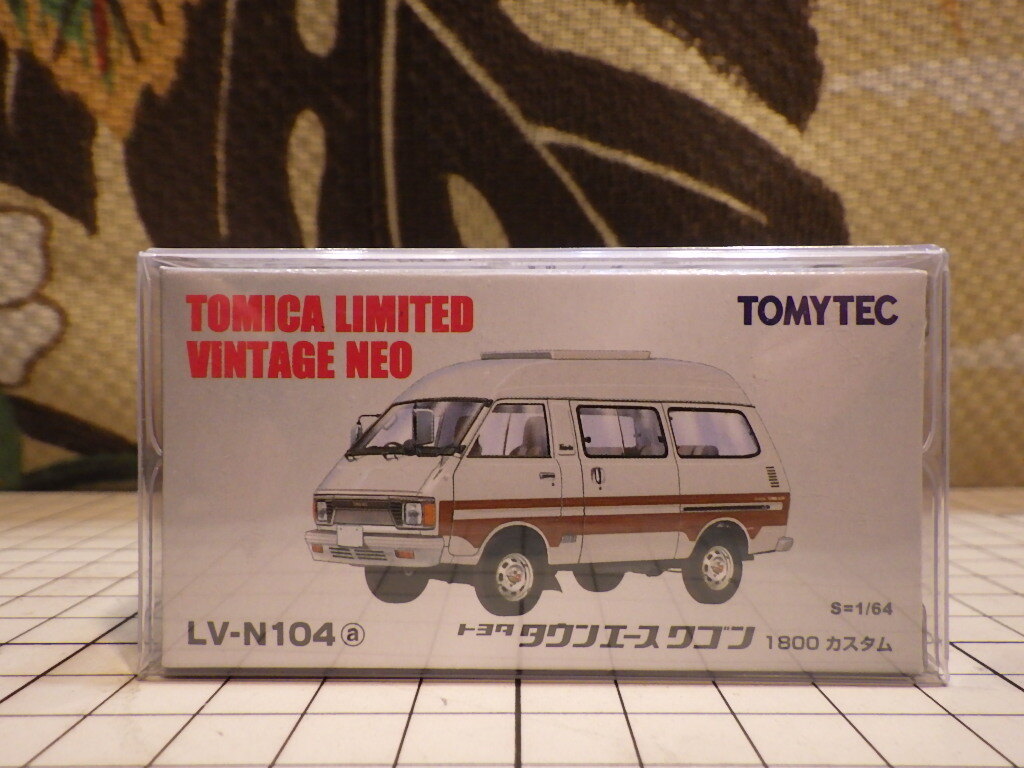 TOMICA LIMITED
VINTAGE NEO
TOMYTEC
S=1/64
LV-N104 ⓐ
トヨタ タウンエース ワゴン 1800 カスタム